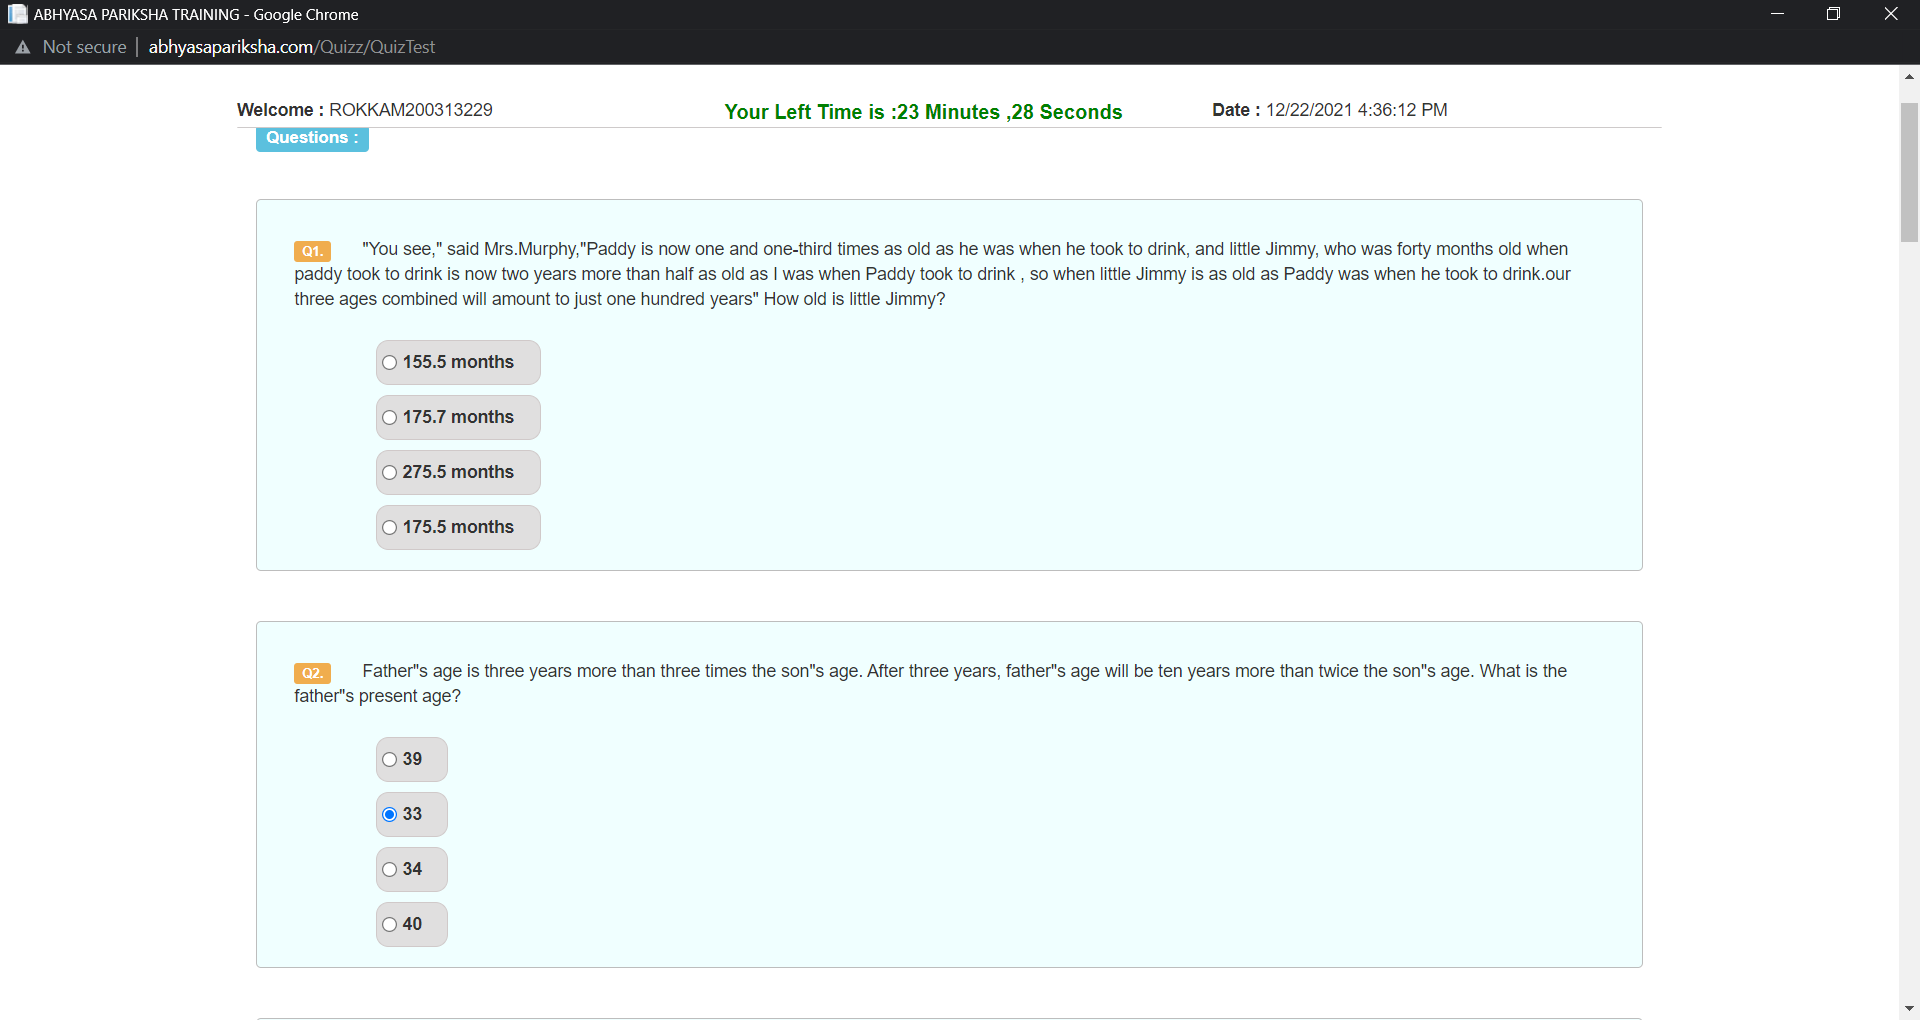 ABHYASA PARIKSHA TRAINING - Google Chrome
Not secure | abhyasapariksha.com/Quizz/QuizTest
Welcome : ROKKAM200313229 Your Left Time is :23 Minutes ,28 Seconds Date : 12/22/2021 4:36:12 PM
Questions :
Q1. "You see," said Mrs.Murphy,"Paddy is now one and one-third times as old as he was when he took to drink, and little Jimmy, who was forty months old when
paddy took to drink is now two years more than half as old as I was when Paddy took to drink , so when little Jimmy is as old as Paddy was when he took to drink.our
three ages combined will amount to just one hundred years" How old is little Jimmy?
155.5 months
175.7 months
275.5 months
175.5 months
Q2. Father"s age is three years more than three times the son"s age. After three years, father"s age will be ten years more than twice the son"s age. What is the
father"s present age?
39
33
34
40